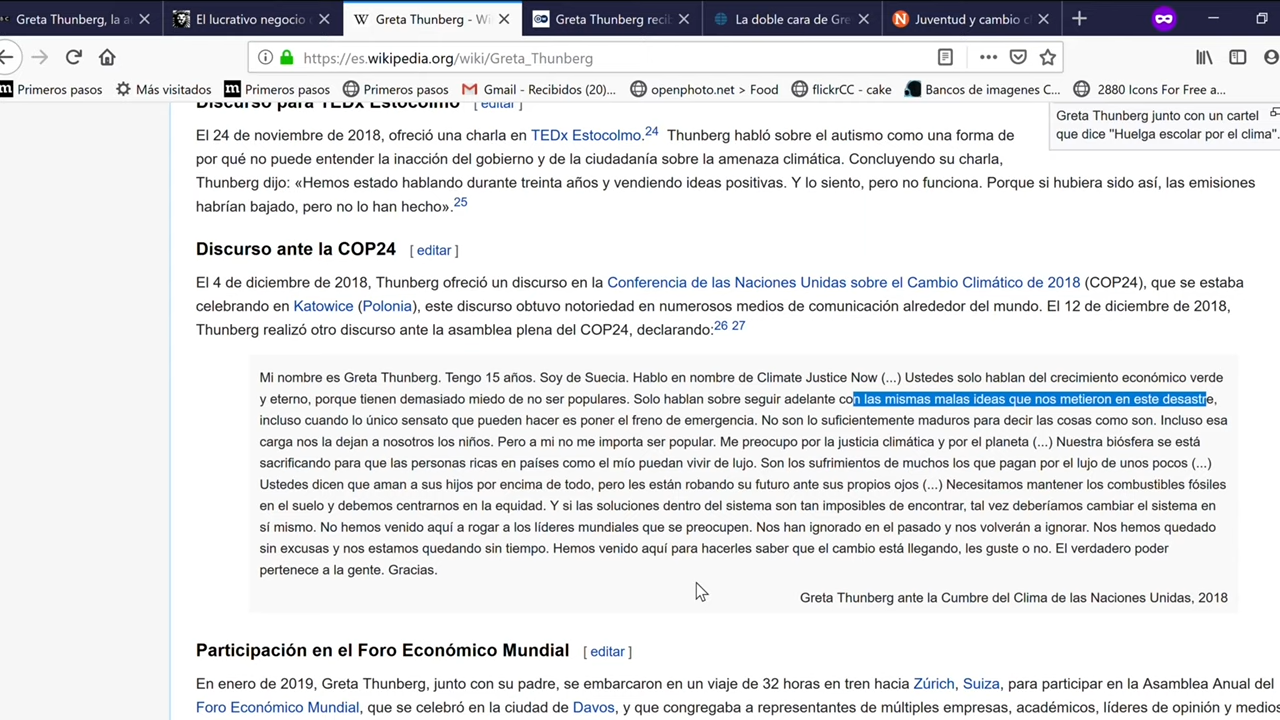 Greta Thunberg, la a
El lucrativo negocio
Greta Thunberg - Wi
Greta Thunberg recib
La doble cara de Gre
Juventud y cambio c
https://es.wikipedia.org/wiki/Greta_Thunberg
Primeros pasos
Más visitados
Primeros pasos
Primeros pasos
Gmail - Recibidos (20)...
openphoto.net > Food
flickrCC - cake
Bancos de imagenes C...
2880 Icons For Free a...
Discurso para TEDx Estocolmo [ editar ]
Greta Thunberg junto con un cartel
que dice "Huelga escolar por el clima".
El 24 de noviembre de 2018, ofreció una charla en TEDx Estocolmo.24 Thunberg habló sobre el autismo como una forma de
por qué no puede entender la inacción del gobierno y de la ciudadanía sobre la amenaza climática. Concluyendo su charla,
Thunberg dijo: «Hemos estado hablando durante treinta años y vendiendo ideas positivas. Y lo siento, pero no funciona. Porque si hubiera sido así, las emisiones
habrían bajado, pero no lo han hecho».25
Discurso ante la COP24 [ editar ]
El 4 de diciembre de 2018, Thunberg ofreció un discurso en la Conferencia de las Naciones Unidas sobre el Cambio Climático de 2018 (COP24), que se estaba
celebrando en Katowice (Polonia), este discurso obtuvo notoriedad en numerosos medios de comunicación alrededor del mundo. El 12 de diciembre de 2018,
Thunberg realizó otro discurso ante la asamblea plena del COP24, declarando:26 27
Mi nombre es Greta Thunberg. Tengo 15 años. Soy de Suecia. Hablo en nombre de Climate Justice Now (...) Ustedes solo hablan del crecimiento económico verde
y eterno, porque tienen demasiado miedo de no ser populares. Solo hablan sobre seguir adelante con las mismas malas ideas que nos metieron en este desastre,
incluso cuando lo único sensato que pueden hacer es poner el freno de emergencia. No son lo suficientemente maduros para decir las cosas como son. Incluso esa
carga nos la dejan a nosotros los niños. Pero a mi no me importa ser popular. Me preocupo por la justicia climática y por el planeta (...) Nuestra biósfera se está
sacrificando para que las personas ricas en países como el mío puedan vivir de lujo. Son los sufrimientos de muchos los que pagan por el lujo de unos pocos (...)
Ustedes dicen que aman a sus hijos por encima de todo, pero les están robando su futuro ante sus propios ojos (...) Necesitamos mantener los combustibles fósiles
en el suelo y debemos centrarnos en la equidad. Y si las soluciones dentro del sistema son tan imposibles de encontrar, tal vez deberíamos cambiar el sistema en
sí mismo. No hemos venido aquí a rogar a los líderes mundiales que se preocupen. Nos han ignorado en el pasado y nos volverán a ignorar. Nos hemos quedado
sin excusas y nos estamos quedando sin tiempo. Hemos venido aquí para hacerles saber que el cambio está llegando, les guste o no. El verdadero poder
pertenece a la gente. Gracias.
Greta Thunberg ante la Cumbre del Clima de las Naciones Unidas, 2018
Participación en el Foro Económico Mundial [ editar ]
En enero de 2019, Greta Thunberg, junto con su padre, se embarcaron en un viaje de 32 horas en tren hacia Zúrich, Suiza, para participar en la Asamblea Anual del
Foro Económico Mundial, que se celebró en la ciudad de Davos, y que congregaba a representantes de múltiples empresas, académicos, líderes de opinión y medios